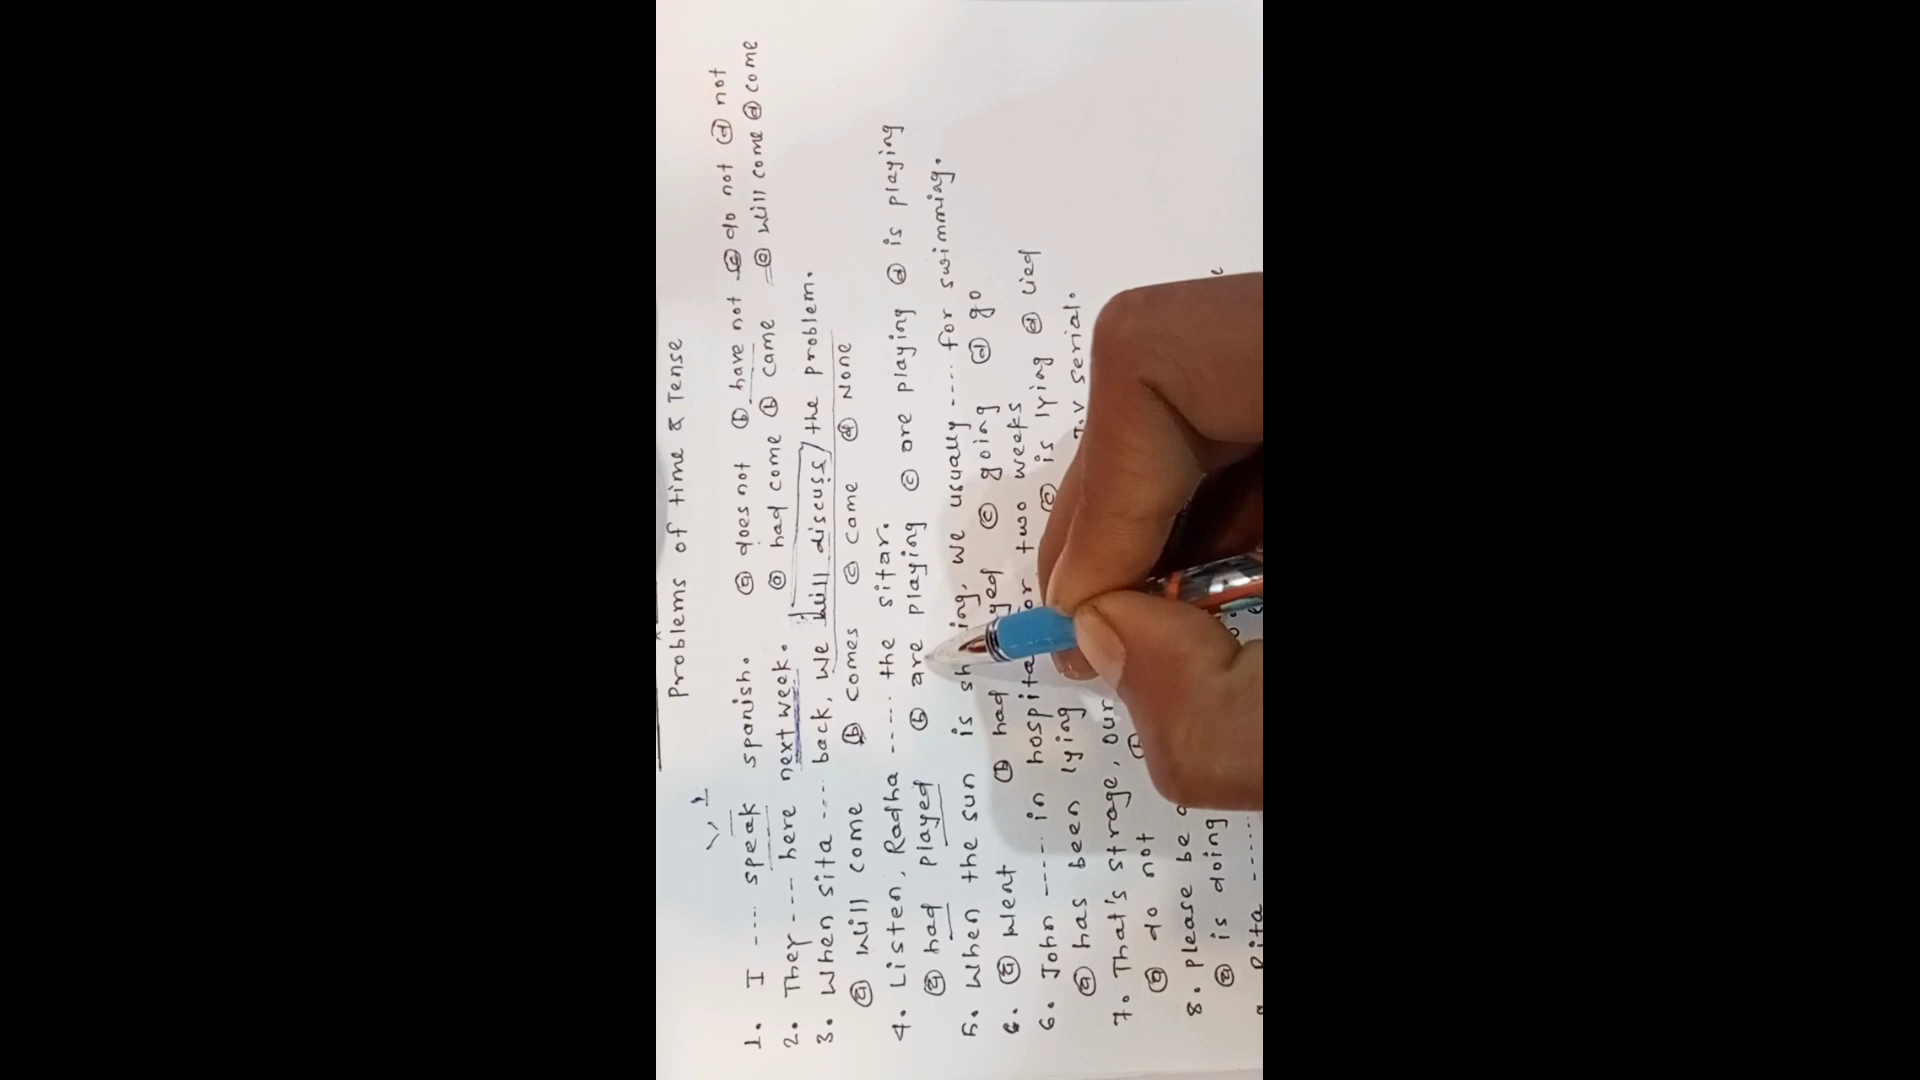 Problems of time & Tense
1. I .... speak spanish. (a) does not (b) have not (c) do not (d) not
2. They .... here next week. (a) had come (b) came (c) will come (d) come
3. When sita .... back, we will discuss the problem.
(a) will come (b) comes (c) came (d) None
4. Listen, Radha ..... the sitar.
(a) had played (b) are playing (c) are playing (d) is playing
5. When the sun is sh ing, we usually .... for swimming.
(a) went (b) had yed (c) going (d) go
6. John ..... in hospita or two weeks
(a) has been lying (c) is lying (d) lied
7. That's strage, our T.V serial.
(a) do not (b)
8. please be
(a) is doing
Rita .....